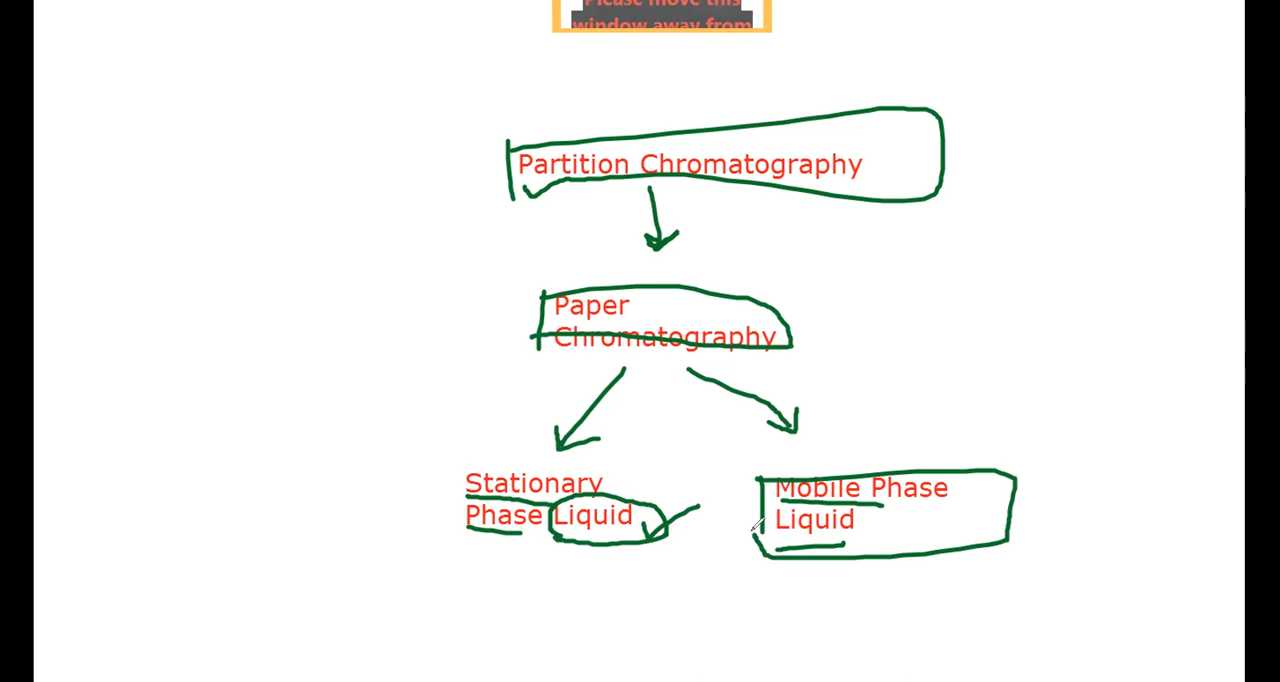 Please move this
window away from
Partition Chromatography
Paper
Chromatography
Stationary
Phase Liquid
Mobile Phase
Liquid